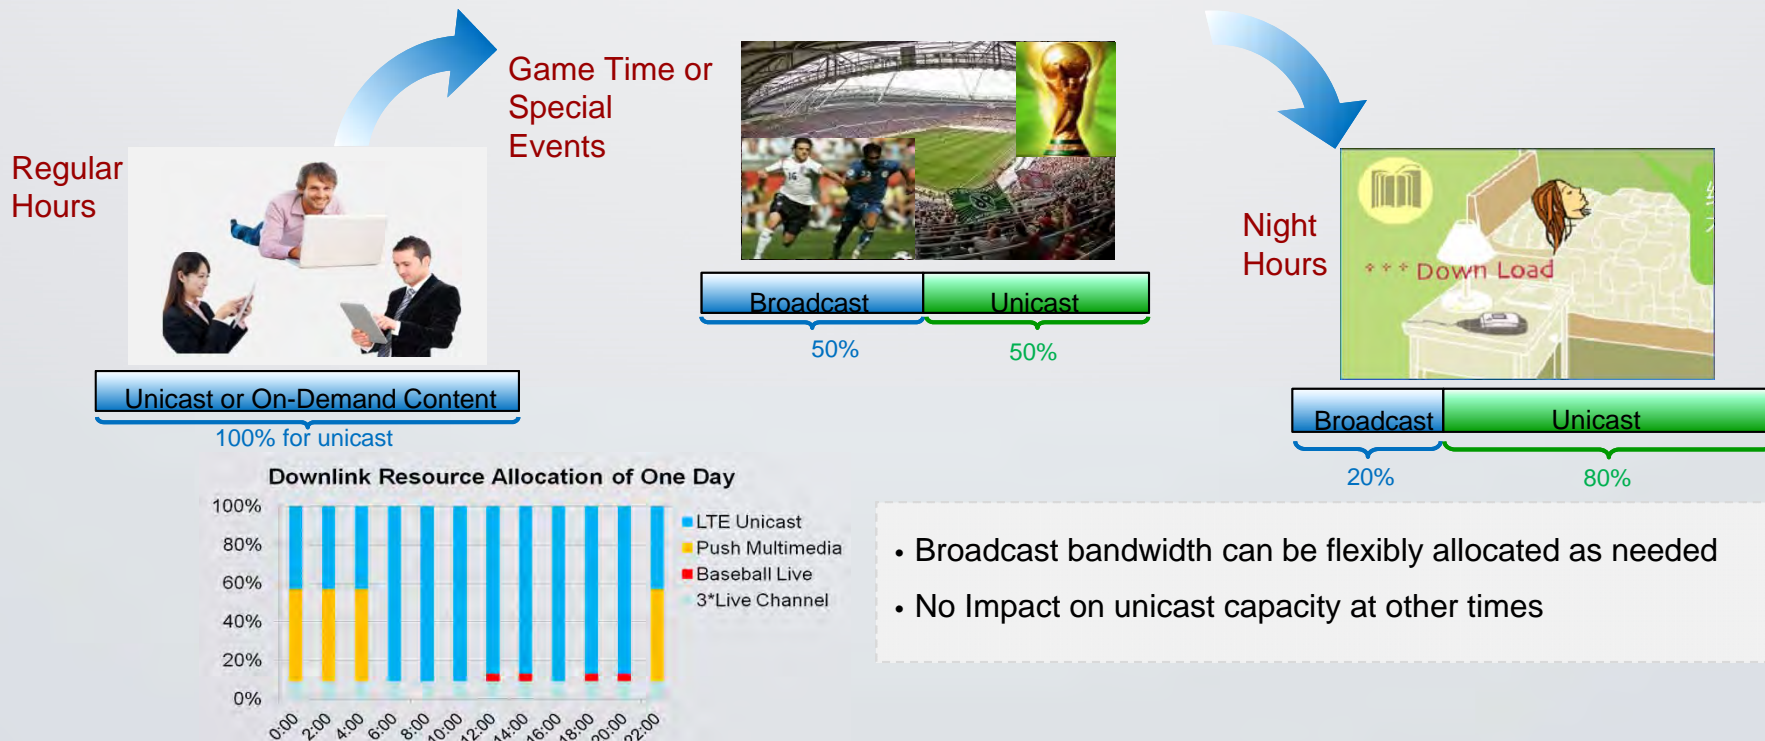 Regular
Hours
Unicast or On-Demand Content
100% for unicast
Game Time or
Special
Events
16
Broadcast
Unicast
50%
50%
Night
Hours
Down Load
Broadcast
Unicast
20%
80%
Downlink Resource Allocation of One Day
100%
80%
60%
40%
20%
0%
0:00
2:00
4:00
6:00
8:00
10:00
12:00
14:00
16:00
18:00
20:00
22:00
LTE Unicast
Push Multimedia
Baseball Live
3*Live Channel
• Broadcast bandwidth can be flexibly allocated as needed
• No Impact on unicast capacity at other times